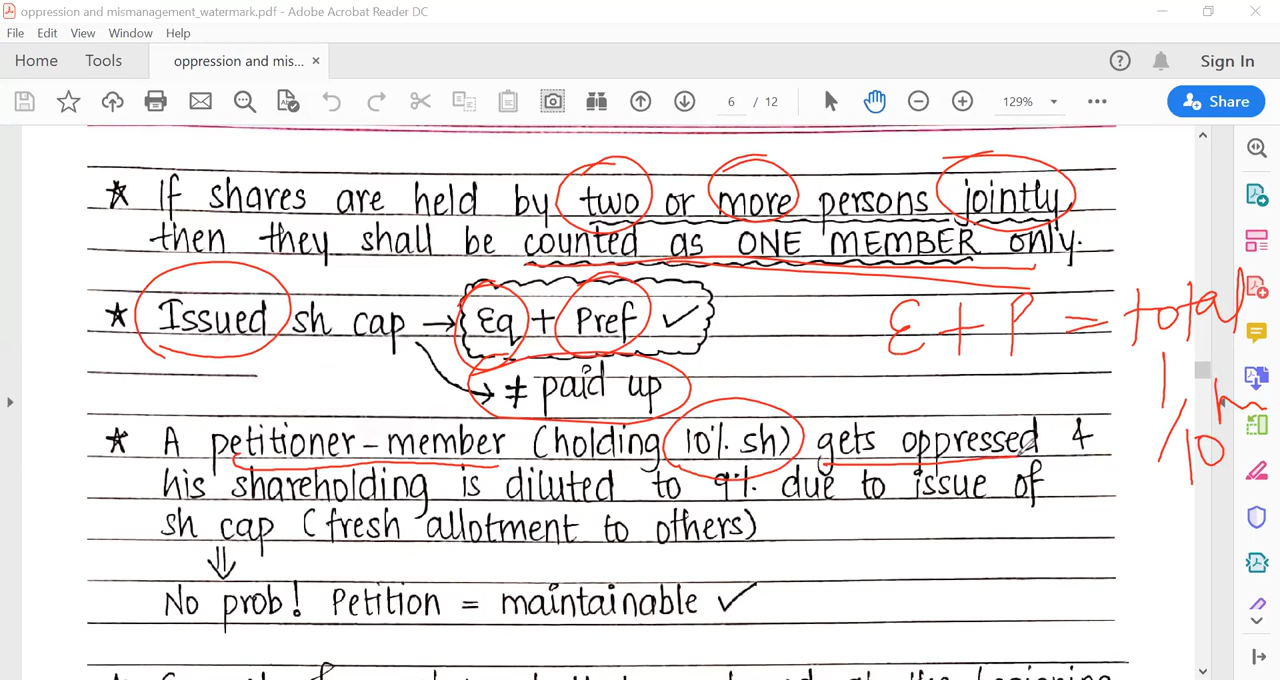 oppression and mismanagement_watermark.pdf - Adobe Acrobat Reader DC
File Edit View Window Help
Home Tools oppression and mis... ×
6 / 12 129% Sign In Share
★ If shares are held by two or more persons jointly,
then they shall be counted as ONE MEMBER only.
★ Issued sh cap → Eq + Pref ✓
E + P = total
→ ≠ paid up
1/10 th
★ A petitioner-member (holding 10% sh) gets oppressed &
his shareholding is diluted to 9% due to issue of
sh cap (fresh allotment to others)
⇓
No prob! Petition = maintainable ✓